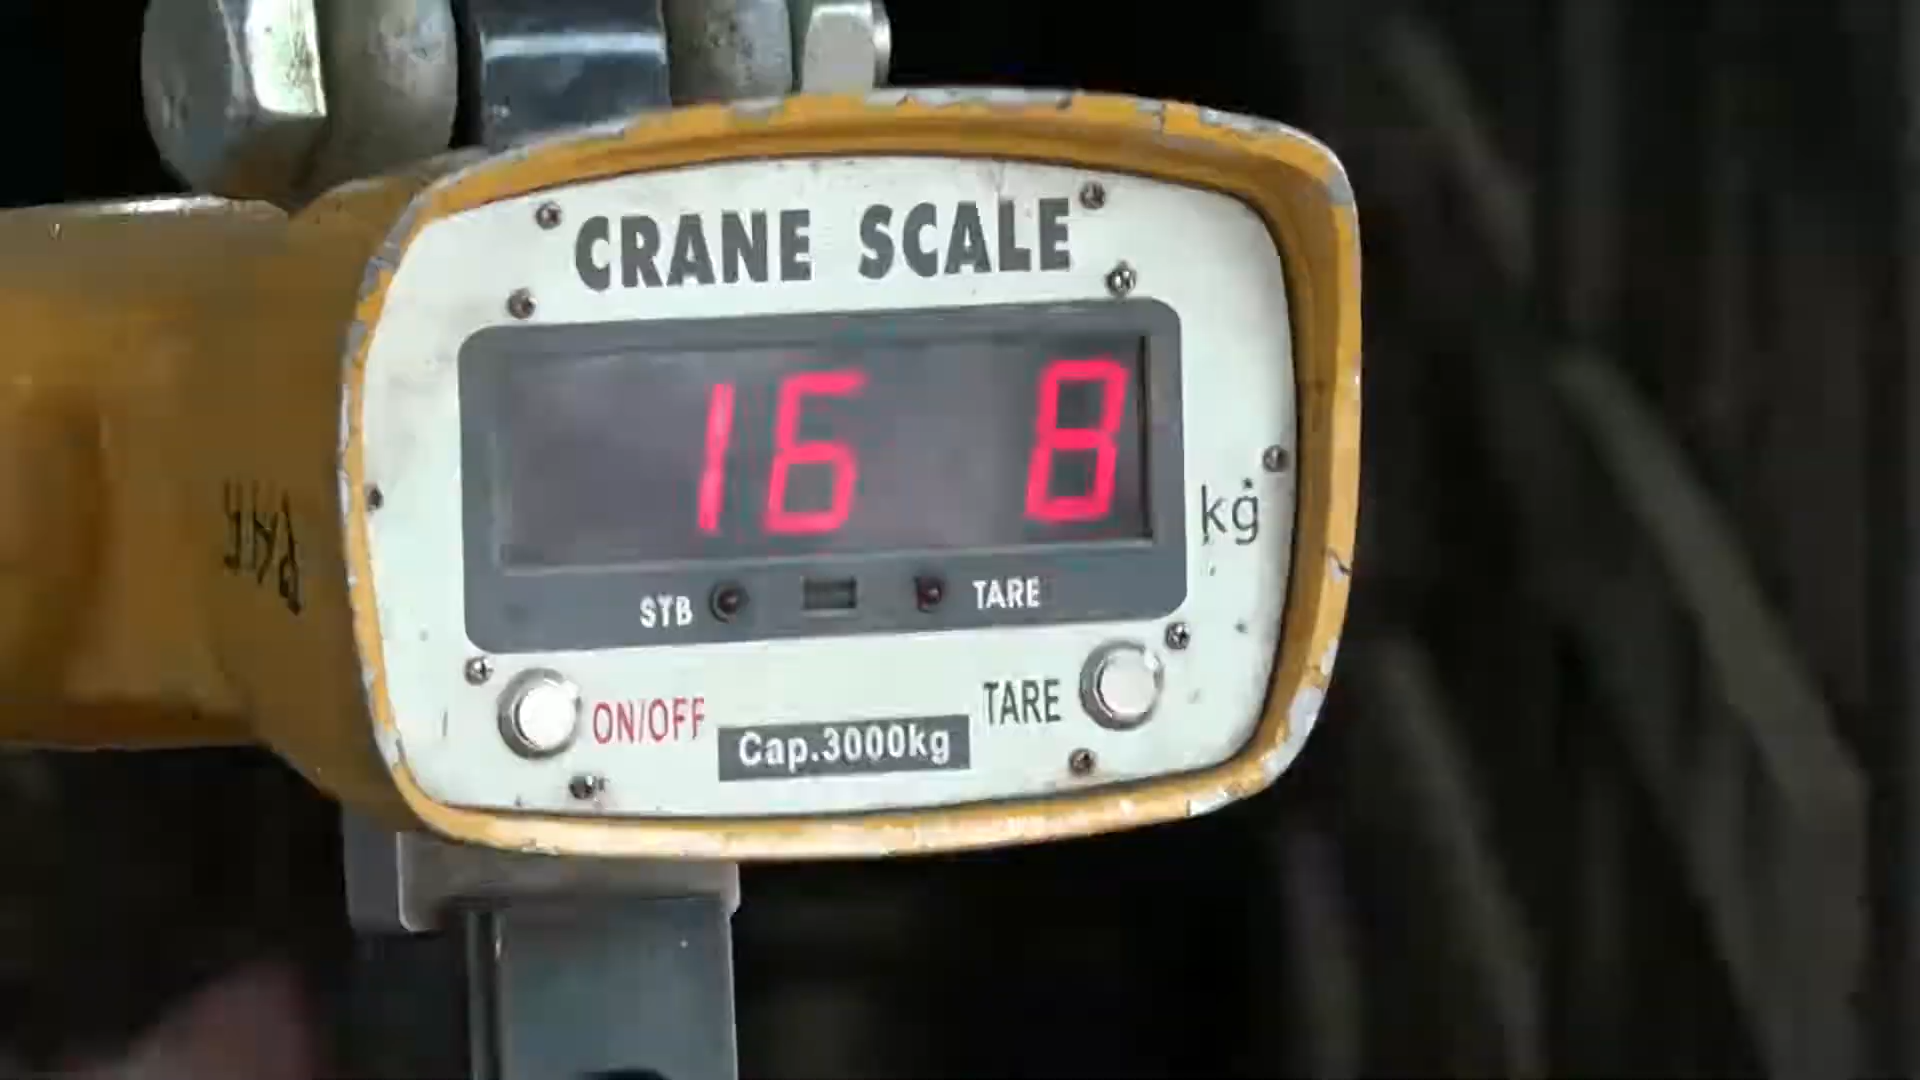 CRANE SCALE
16 8
kg
STB TARE
ON/OFF TARE
Cap.3000kg